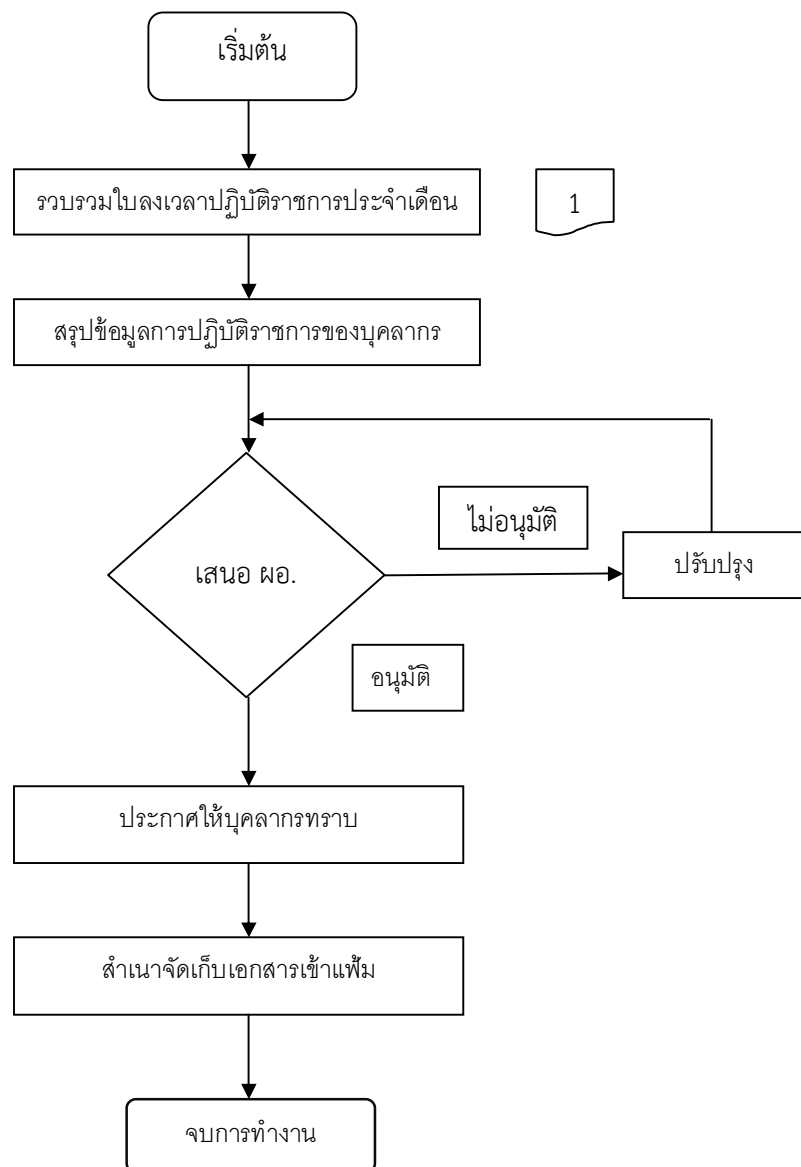 เริ่มต้น
รวบรวมใบลงเวลาปฏิบัติราชการประจำเดือน
1
สรุปข้อมูลการปฏิบัติราชการของบุคลากร
ไม่อนุมัติ
ปรับปรุง
เสนอ ผอ.
อนุมัติ
ประกาศให้บุคลากรทราบ
สำเนาจัดเก็บเอกสารเข้าแฟ้ม
จบการทำงาน